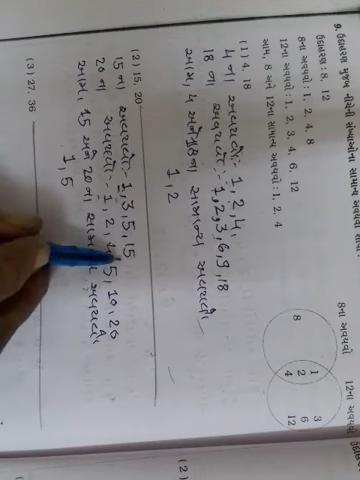 ૧. ઉદાહરણ મુજબ નીચેની સંખ્યાઓના સામાન્ય અવયવ
ઉદાહરણ : 8, 12
8ના અવયવો : 1, 2, 4, 8
12ના અવયવો : 1, 2, 3, 4, 6, 12
આમ, 8 અને 12ના સામાન્ય અવયવો : 1, 2, 4
8ના અવયવો
12ના અવયવો
8
1
2
4
3
6
12
(1) 4, 18
4 ના અવયવો:- 1, 2, 4,
18 ના અવયવો:- 1, 2, 3, 6, 9, 18
આમ, 4 અને 18 ના સામાન્ય અવયવો
1, 2
(2) 15, 20
15 ના અવયવો:- 1, 3, 5, 15
20 ના અવયવો:- 1, 2, 5, 10, 20
આમ, 15 અને 20 ના અવયવો
1, 5
(3) 27, 36
(2)